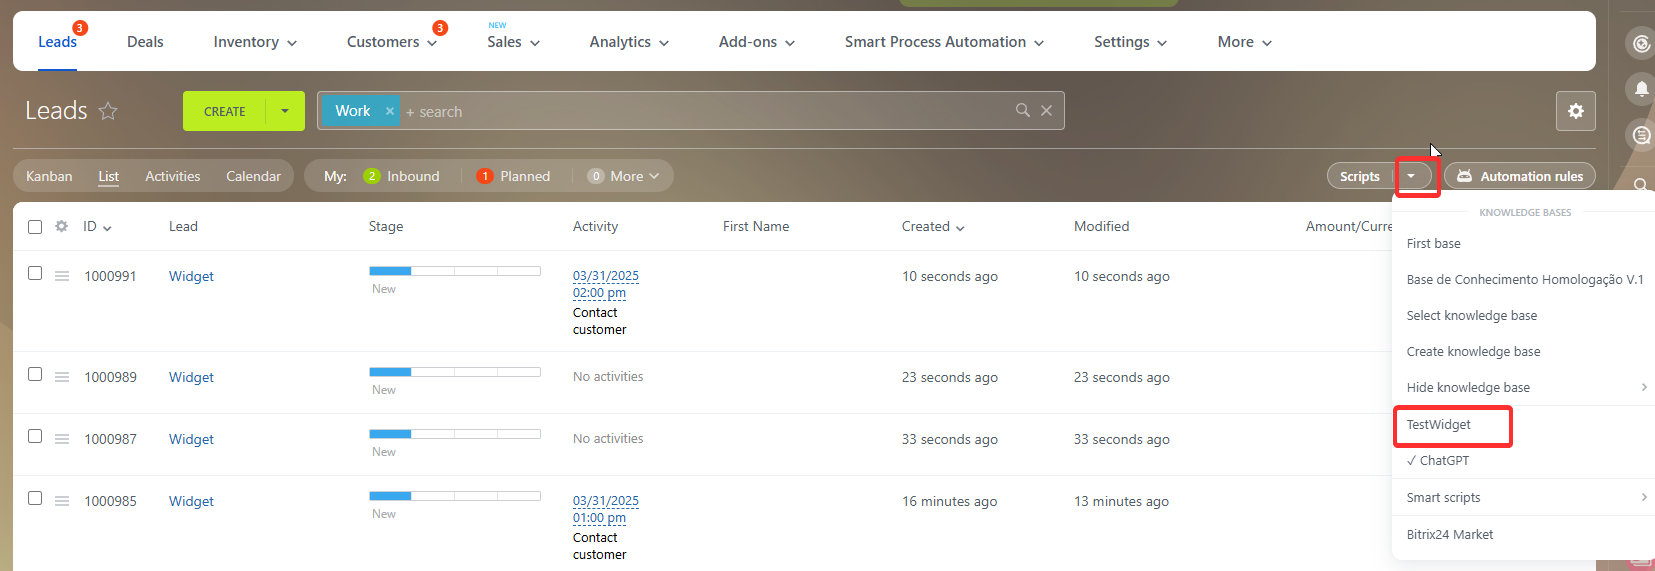 Leads 3
Deals
Inventory
Customers 3
NEW
Sales
Analytics
Add-ons
Smart Process Automation
Settings
More
Leads
CREATE
Work × + search
Kanban List Activities Calendar
My: 2 Inbound 1 Planned 0 More
Scripts
Automation rules
ID Lead Stage Activity First Name Created Modified Amount/Curre
1000991 Widget 03/31/2025 10 seconds ago 10 seconds ago
New 02:00 pm
Contact
customer
1000989 Widget No activities 23 seconds ago 23 seconds ago
New
1000987 Widget No activities 33 seconds ago 33 seconds ago
New
1000985 Widget 03/31/2025 16 minutes ago 13 minutes ago
New 01:00 pm
Contact
customer
KNOWLEDGE BASES
First base
Base de Conhecimento Homologação V.1
Select knowledge base
Create knowledge base
Hide knowledge base
TestWidget
✓ ChatGPT
Smart scripts
Bitrix24 Market